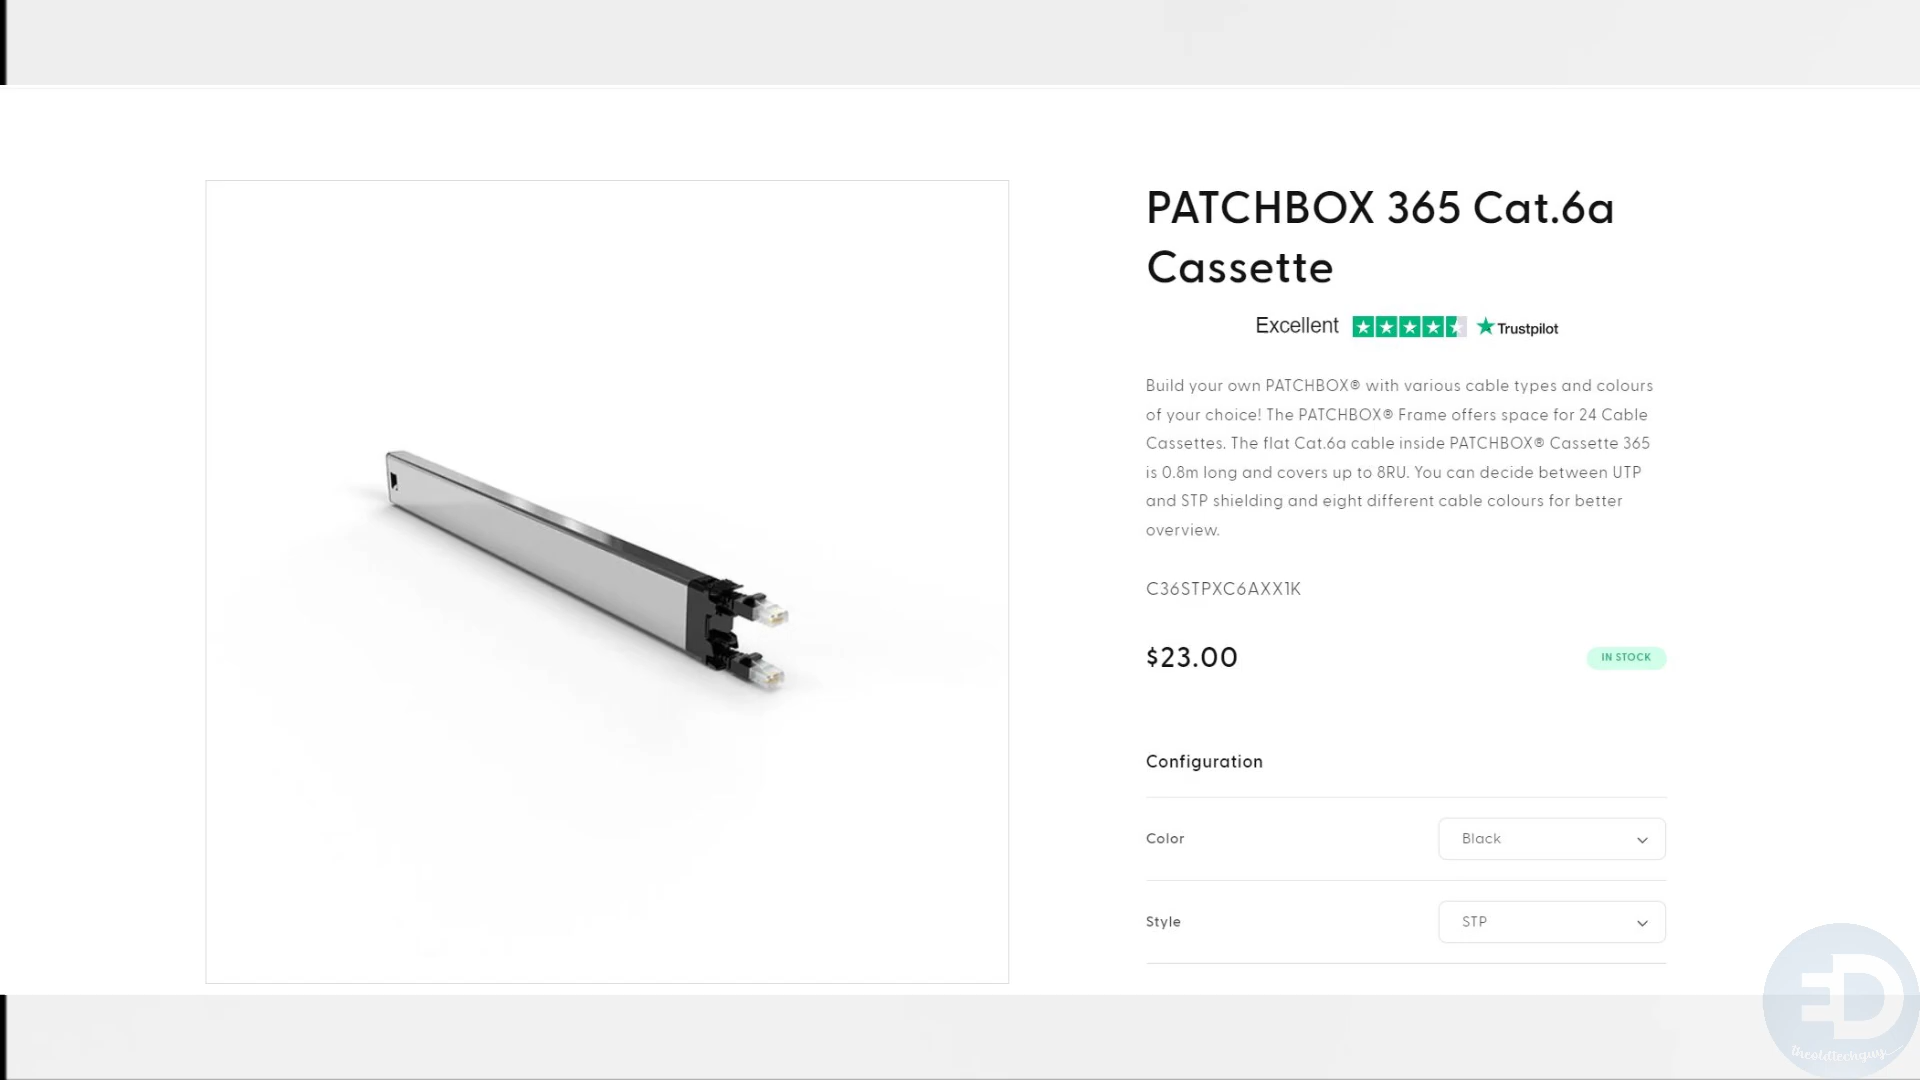 PATCHBOX 365 Cat.6a
Cassette
Excellent Trustpilot
Build your own PATCHBOX® with various cable types and colours
of your choice! The PATCHBOX® Frame offers space for 24 Cable
Cassettes. The flat Cat.6a cable inside PATCHBOX® Cassette 365
is 0.8m long and covers up to 8RU. You can decide between UTP
and STP shielding and eight different cable colours for better
overview.
C36STPXC6AXX1K
$23.00 IN STOCK
Configuration
Color Black
Style STP
ED
theoldtechguy